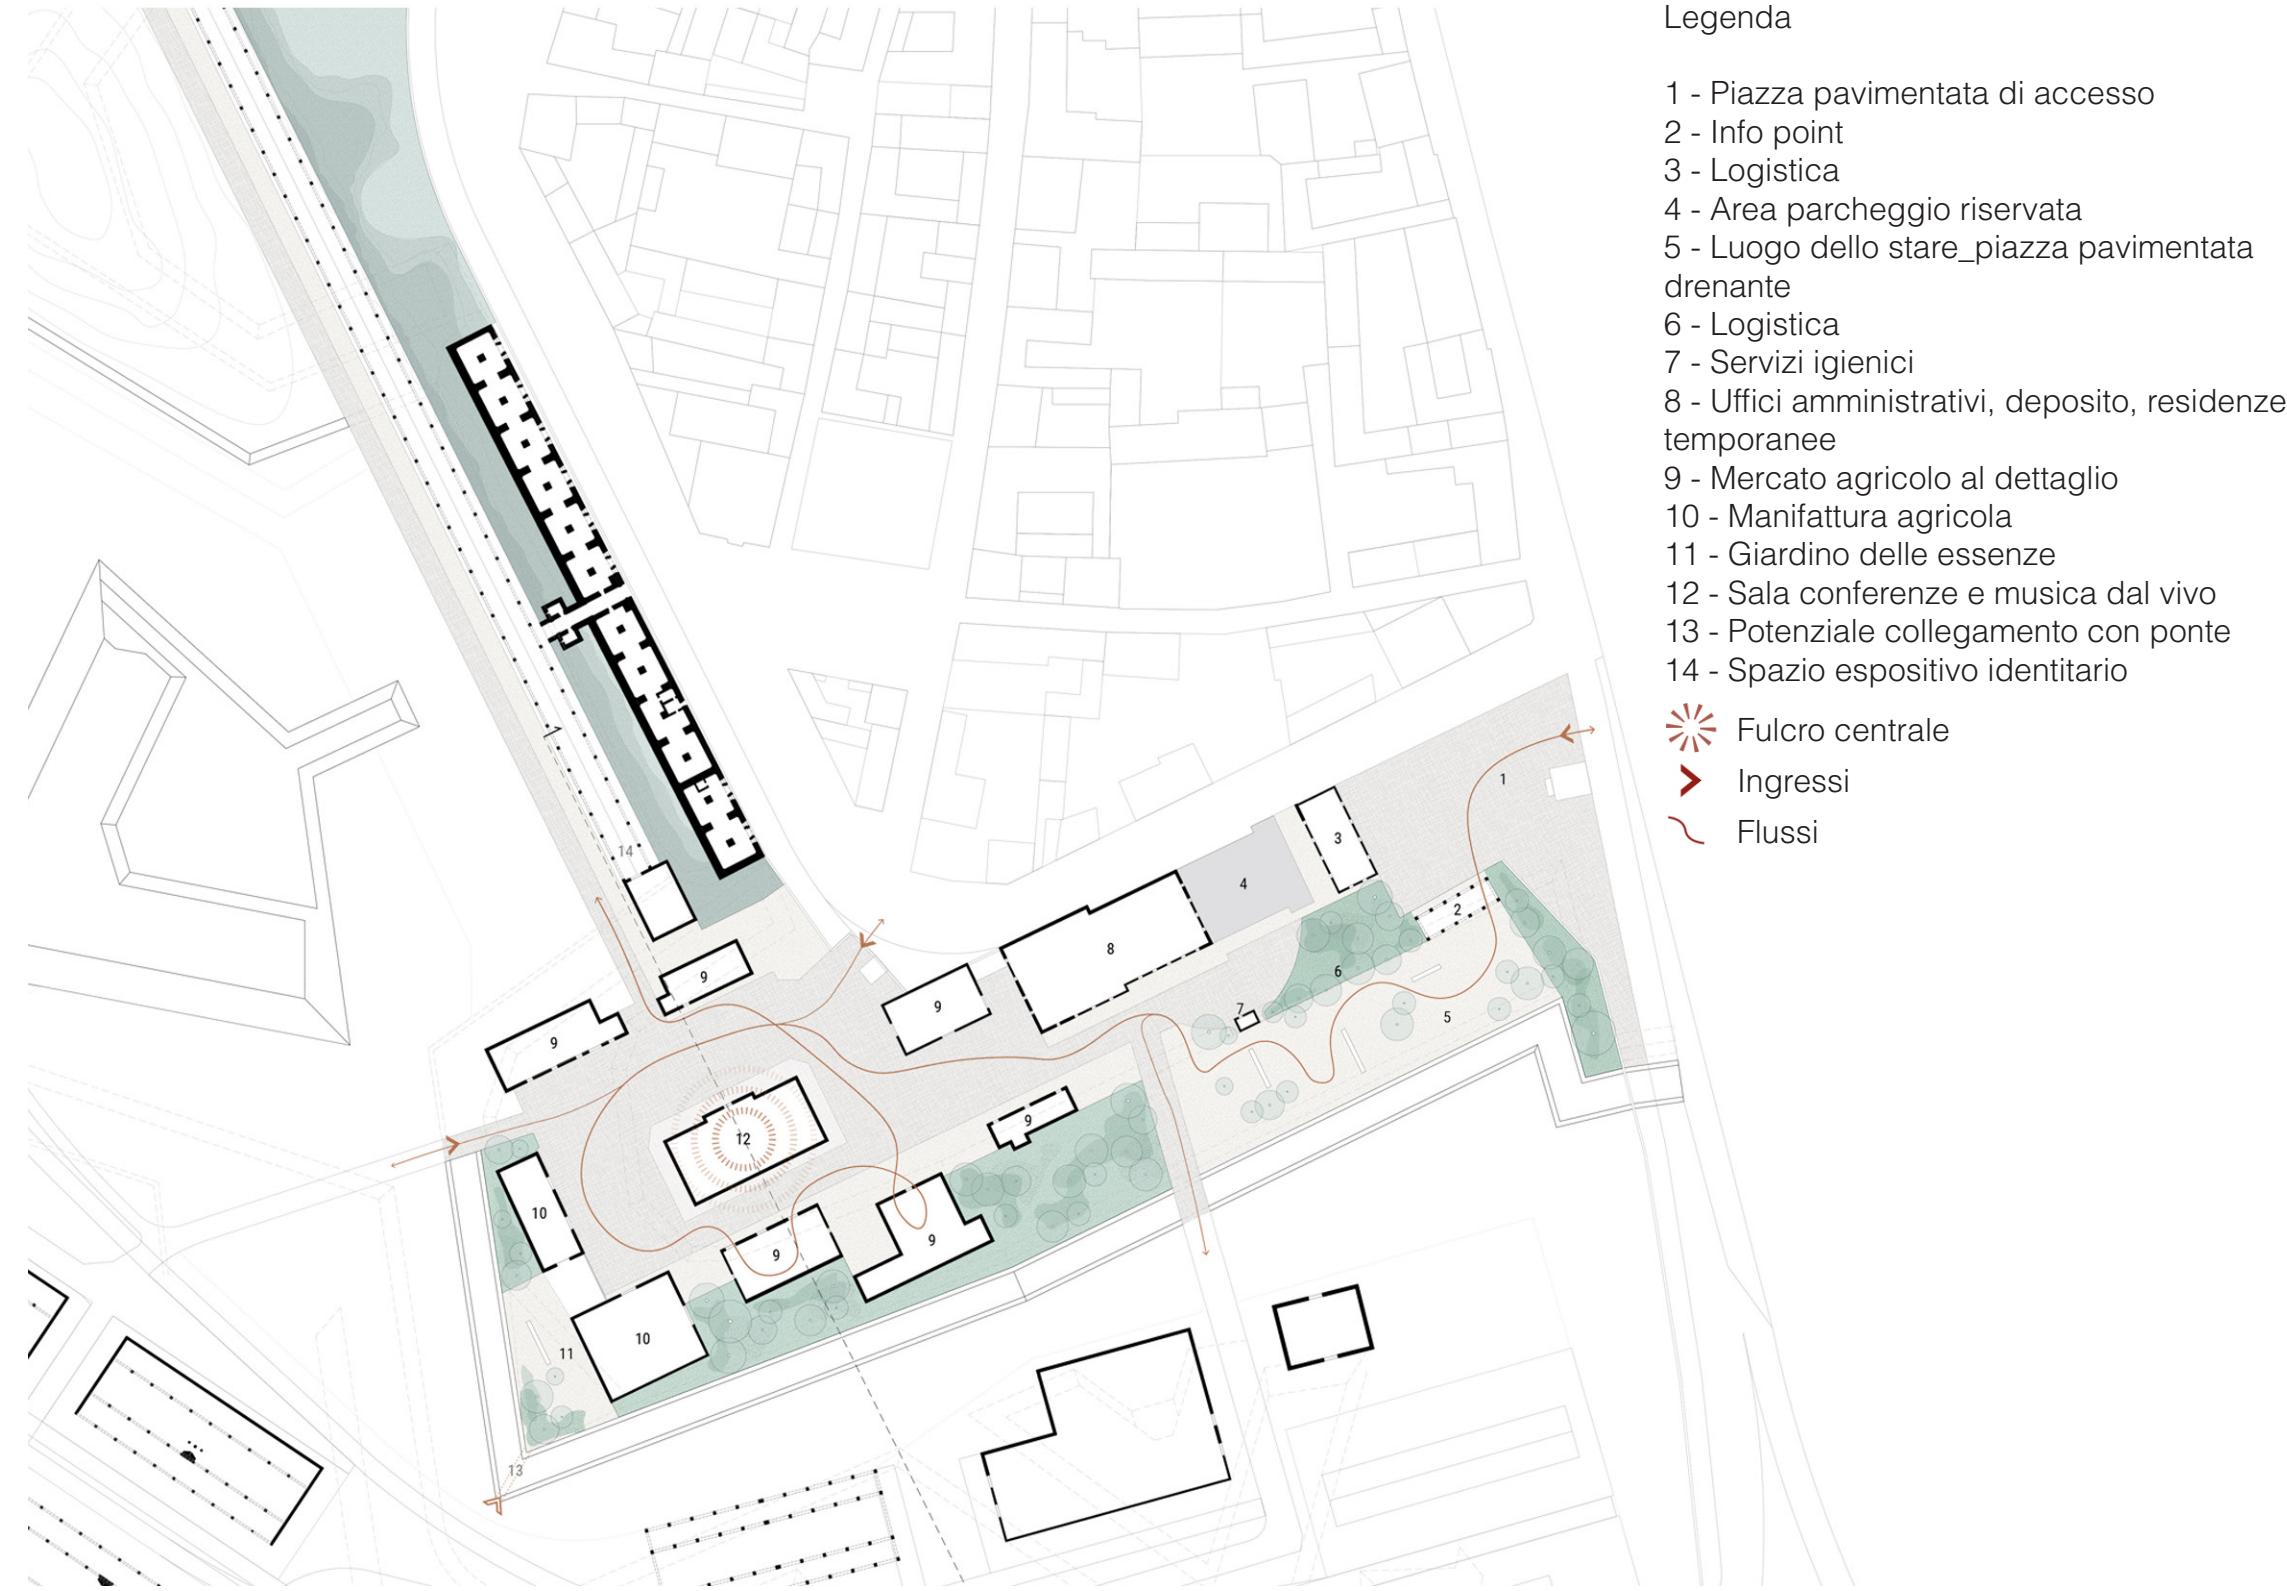 Legenda
1 - Piazza pavimentata di accesso
2 - Info point
3 - Logistica
4 - Area parcheggio riservata
5 - Luogo dello stare_piazza pavimentata
drenante
6 - Logistica
7 - Servizi igienici
8 - Uffici amministrativi, deposito, residenze
temporanee
9 - Mercato agricolo al dettaglio
10 - Manifattura agricola
11 - Giardino delle essenze
12 - Sala conferenze e musica dal vivo
13 - Potenziale collegamento con ponte
14 - Spazio espositivo identitario
Fulcro centrale
Ingressi
Flussi
1
3
14
4
2
8
9
6
9
7
5
9
9
12
10
9
9
10
11
13